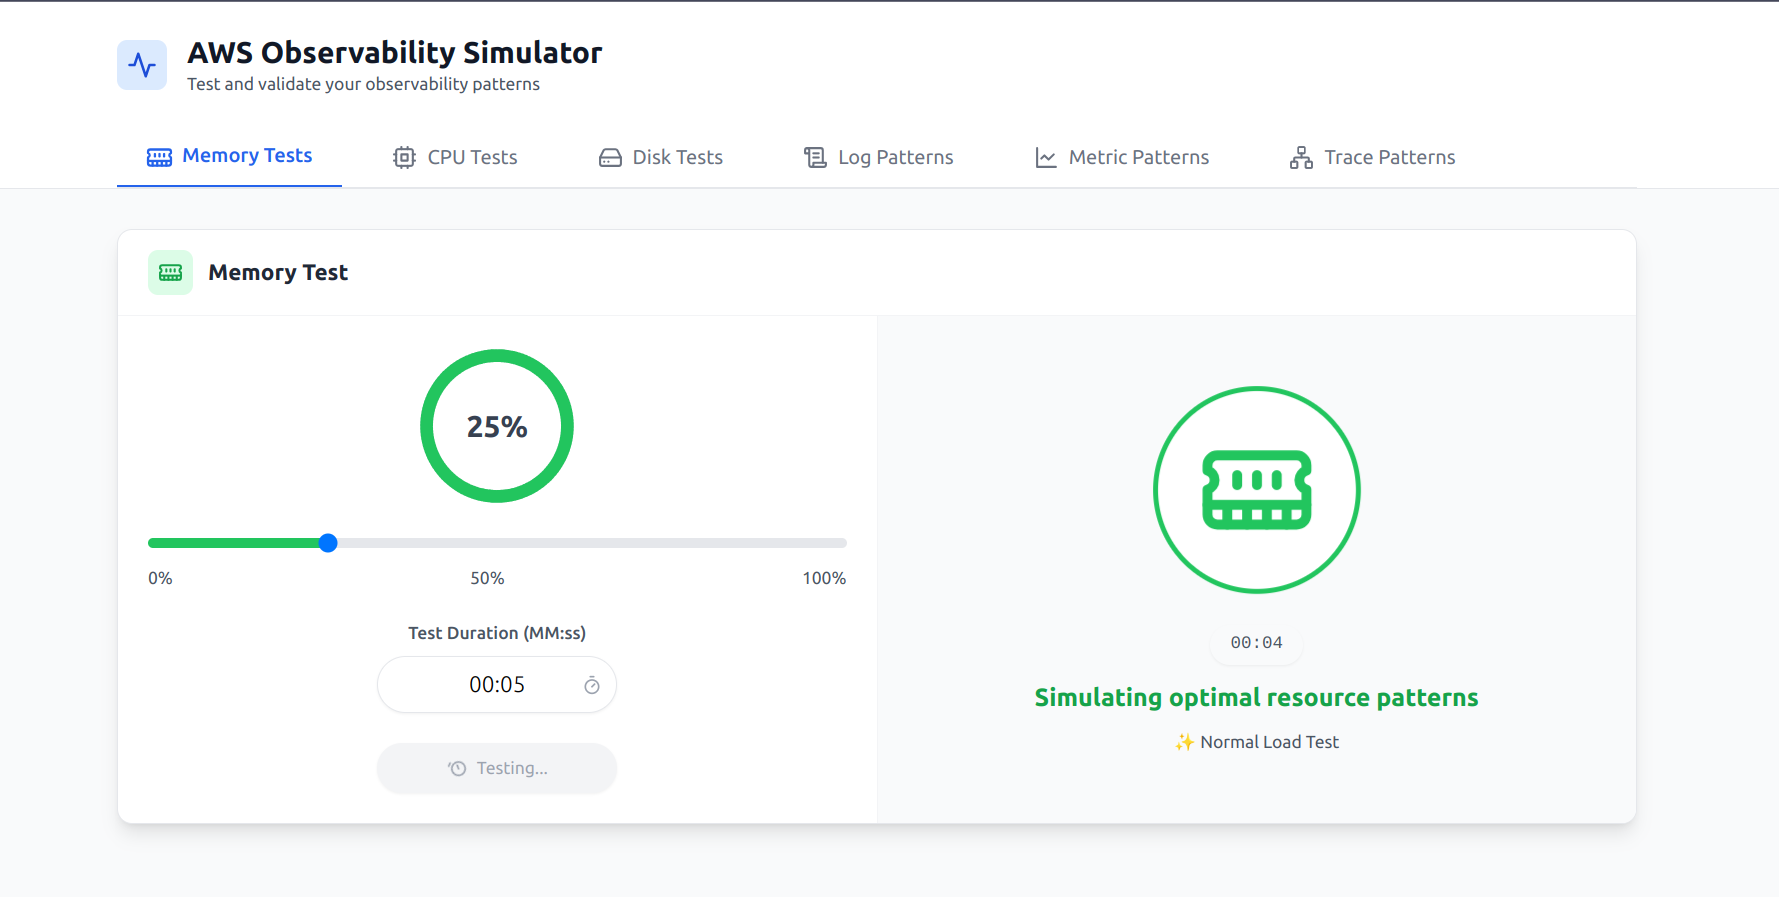 AWS Observability Simulator
Test and validate your observability patterns
Memory Tests
CPU Tests
Disk Tests
Log Patterns
Metric Patterns
Trace Patterns
Memory Test
25%
0%
50%
100%
Test Duration (MM:ss)
00:05
Testing...
00:04
Simulating optimal resource patterns
✨ Normal Load Test